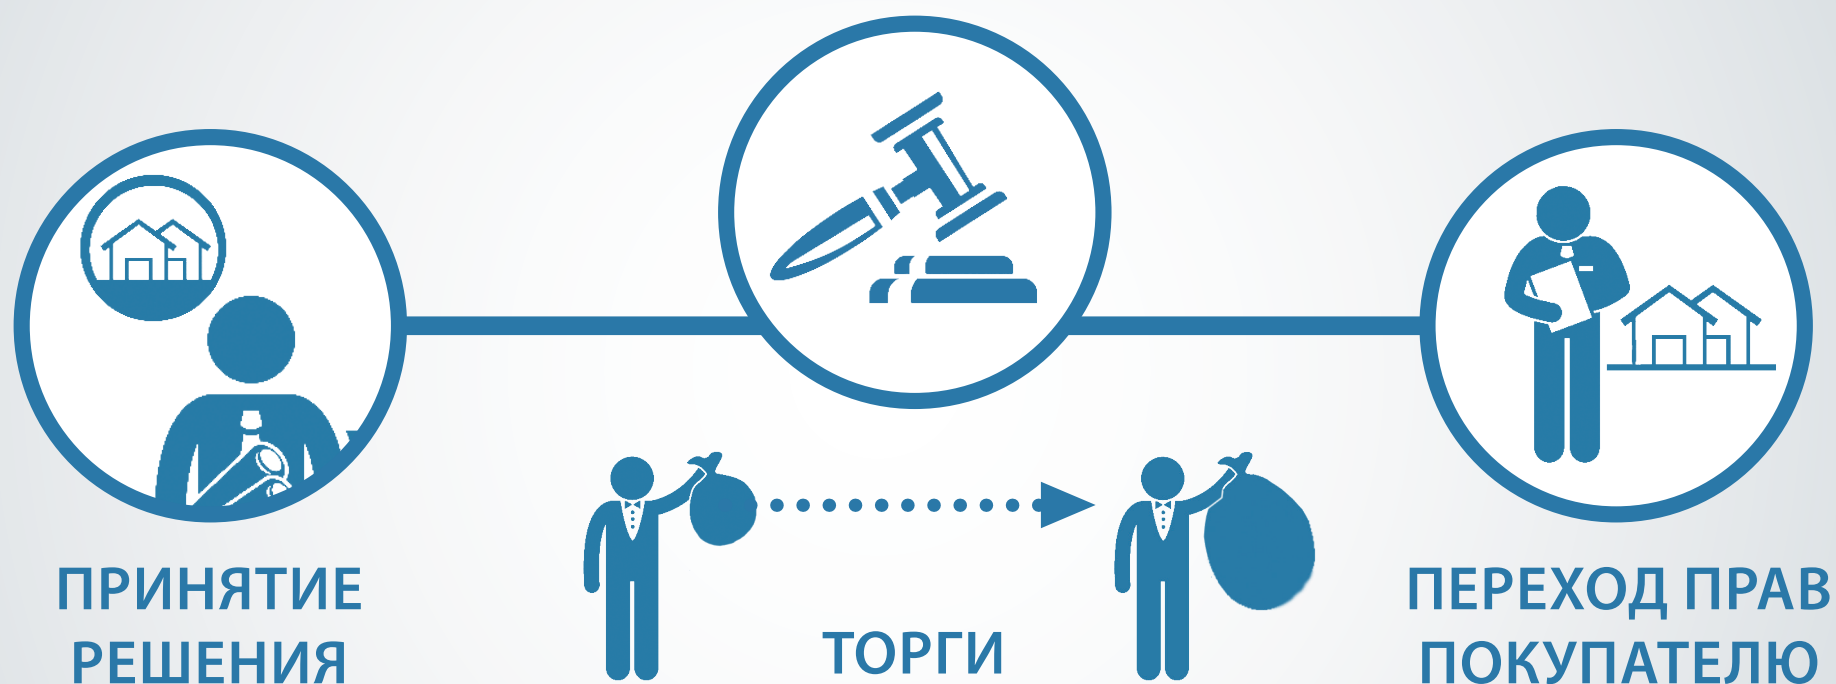 ПРИНЯТИЕ
РЕШЕНИЯ
ТОРГИ
ПЕРЕХОД ПРАВ
ПОКУПАТЕЛЮ